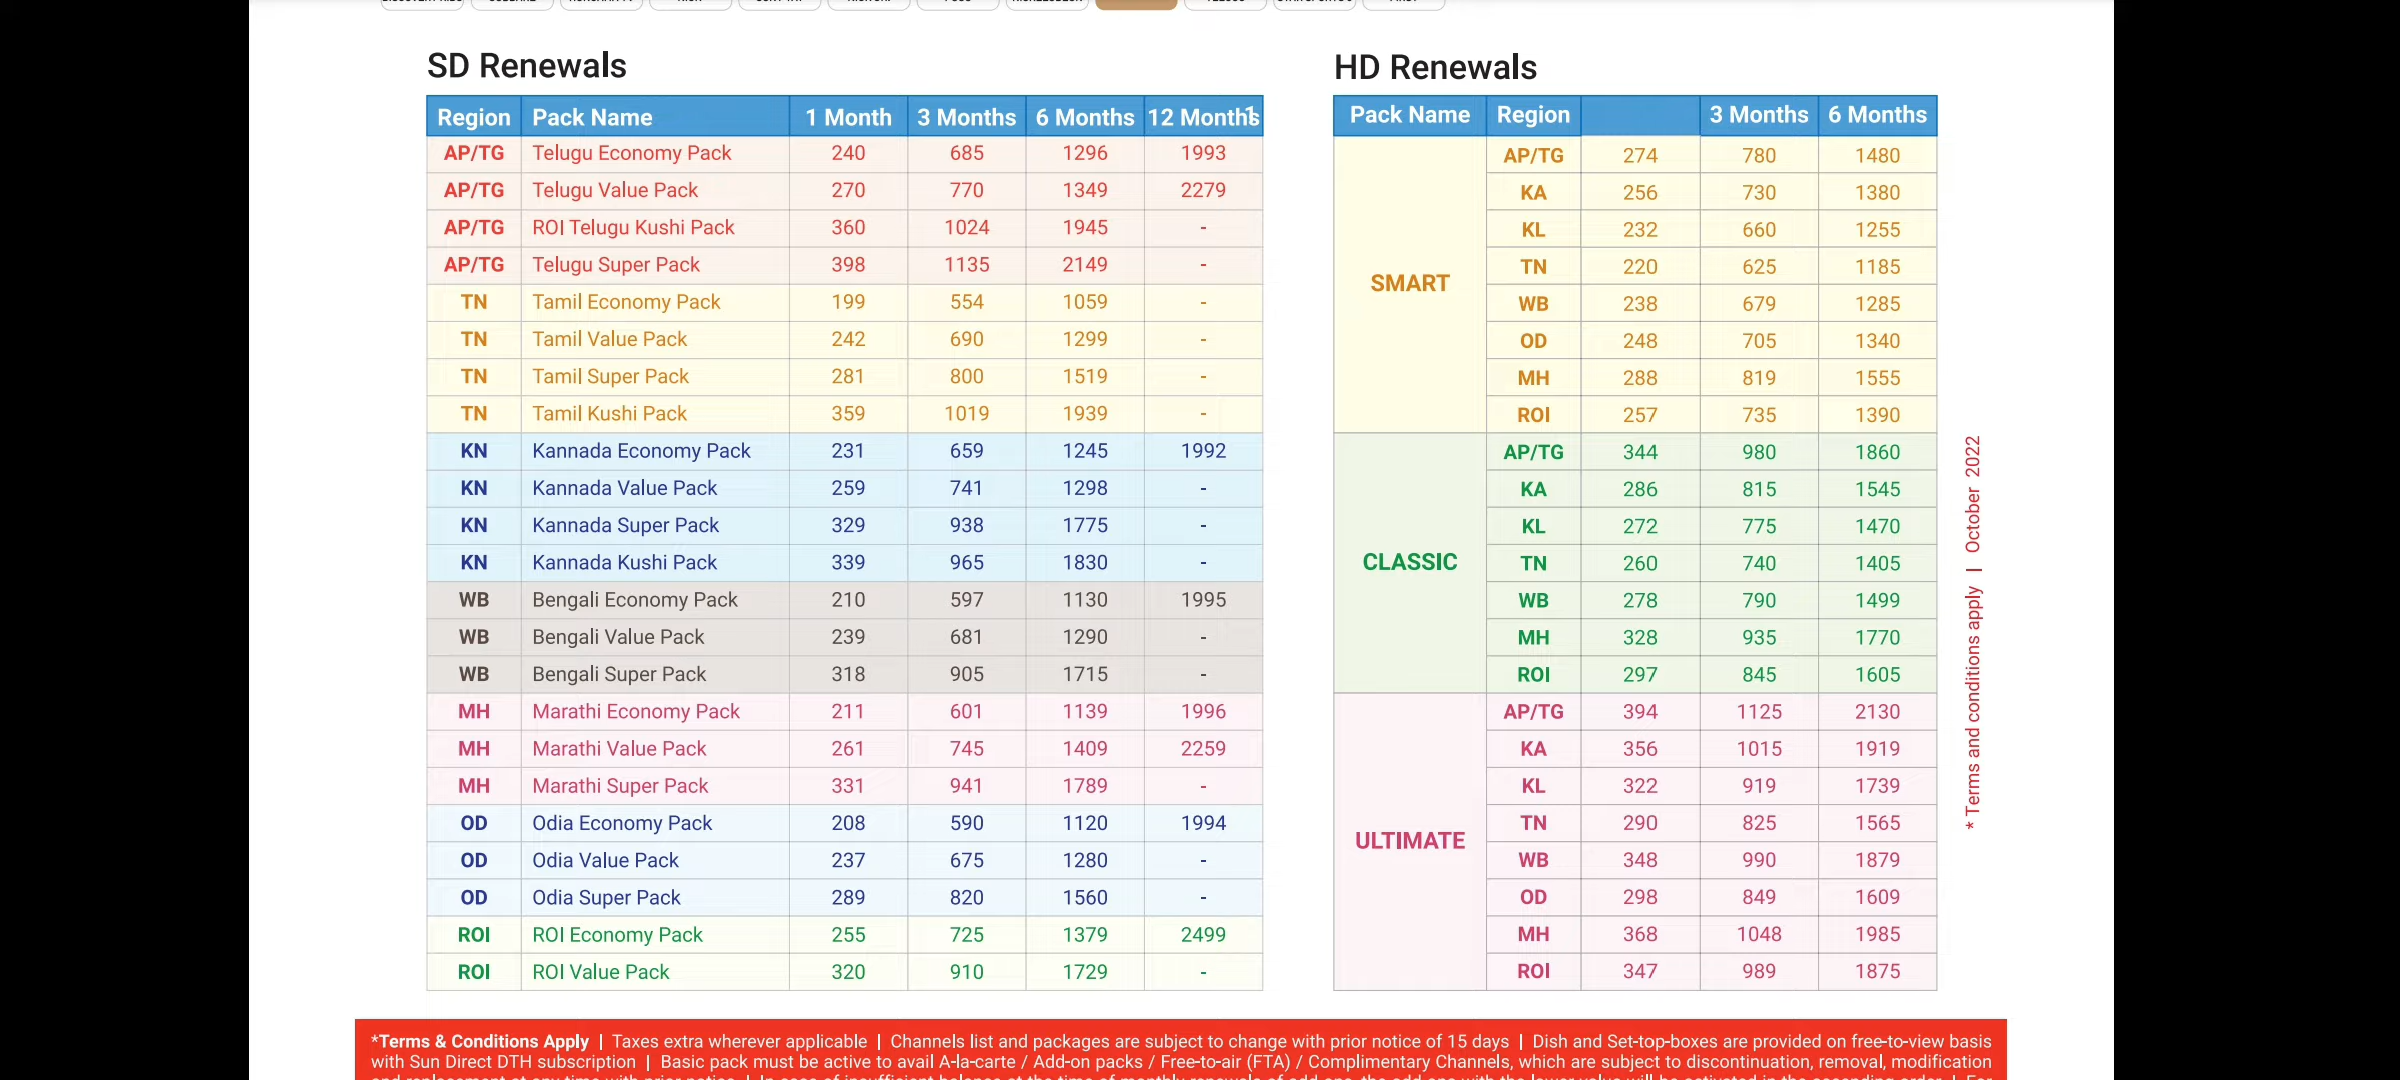 SD Renewals
Region Pack Name 1 Month 3 Months 6 Months 12 Months
AP/TG Telugu Economy Pack 240 685 1296 1993
AP/TG Telugu Value Pack 270 770 1349 2279
AP/TG ROI Telugu Kushi Pack 360 1024 1945 -
AP/TG Telugu Super Pack 398 1135 2149 -
TN Tamil Economy Pack 199 554 1059 -
TN Tamil Value Pack 242 690 1299 -
TN Tamil Super Pack 281 800 1519 -
TN Tamil Kushi Pack 359 1019 1939 -
KN Kannada Economy Pack 231 659 1245 1992
KN Kannada Value Pack 259 741 1298 -
KN Kannada Super Pack 329 938 1775 -
KN Kannada Kushi Pack 339 965 1830 -
WB Bengali Economy Pack 210 597 1130 1995
WB Bengali Value Pack 239 681 1290 -
WB Bengali Super Pack 318 905 1715 -
MH Marathi Economy Pack 211 601 1139 1996
MH Marathi Value Pack 261 745 1409 2259
MH Marathi Super Pack 331 941 1789 -
OD Odia Economy Pack 208 590 1120 1994
OD Odia Value Pack 237 675 1280 -
OD Odia Super Pack 289 820 1560 -
ROI ROI Economy Pack 255 725 1379 2499
ROI ROI Value Pack 320 910 1729 -
HD Renewals
Pack Name Region 3 Months 6 Months
SMART
AP/TG 274 780 1480
KA 256 730 1380
KL 232 660 1255
TN 220 625 1185
WB 238 679 1285
OD 248 705 1340
MH 288 819 1555
ROI 257 735 1390
CLASSIC
AP/TG 344 980 1860
KA 286 815 1545
KL 272 775 1470
TN 260 740 1405
WB 278 790 1499
MH 328 935 1770
ROI 297 845 1605
ULTIMATE
AP/TG 394 1125 2130
KA 356 1015 1919
KL 322 919 1739
TN 290 825 1565
WB 348 990 1879
OD 298 849 1609
MH 368 1048 1985
ROI 347 989 1875
* Terms and conditions apply | October 2022
*Terms & Conditions Apply | Taxes extra wherever applicable | Channels list and packages are subject to change with prior notice of 15 days | Dish and Set-top-boxes are provided on free-to-view basis
with Sun Direct DTH subscription | Basic pack must be active to avail A-la-carte / Add-on packs / Free-to-air (FTA) / Complimentary Channels, which are subject to discontinuation, removal, modification